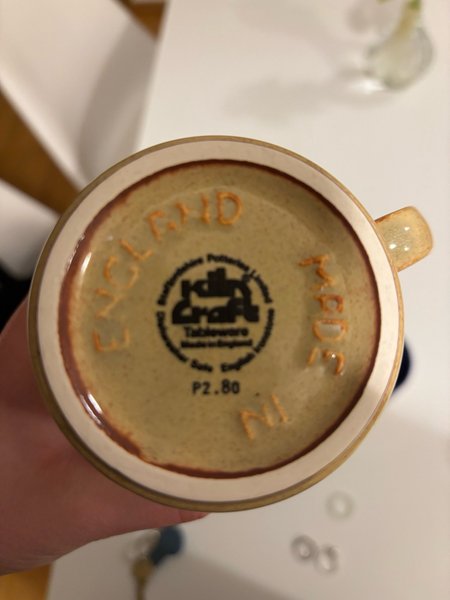 MADE IN ENGLAND
Staffordshire Potteries Limited
Kiln
Craft
Tableware
Made in England
Dishwasher Safe English Ironstone
P2.80